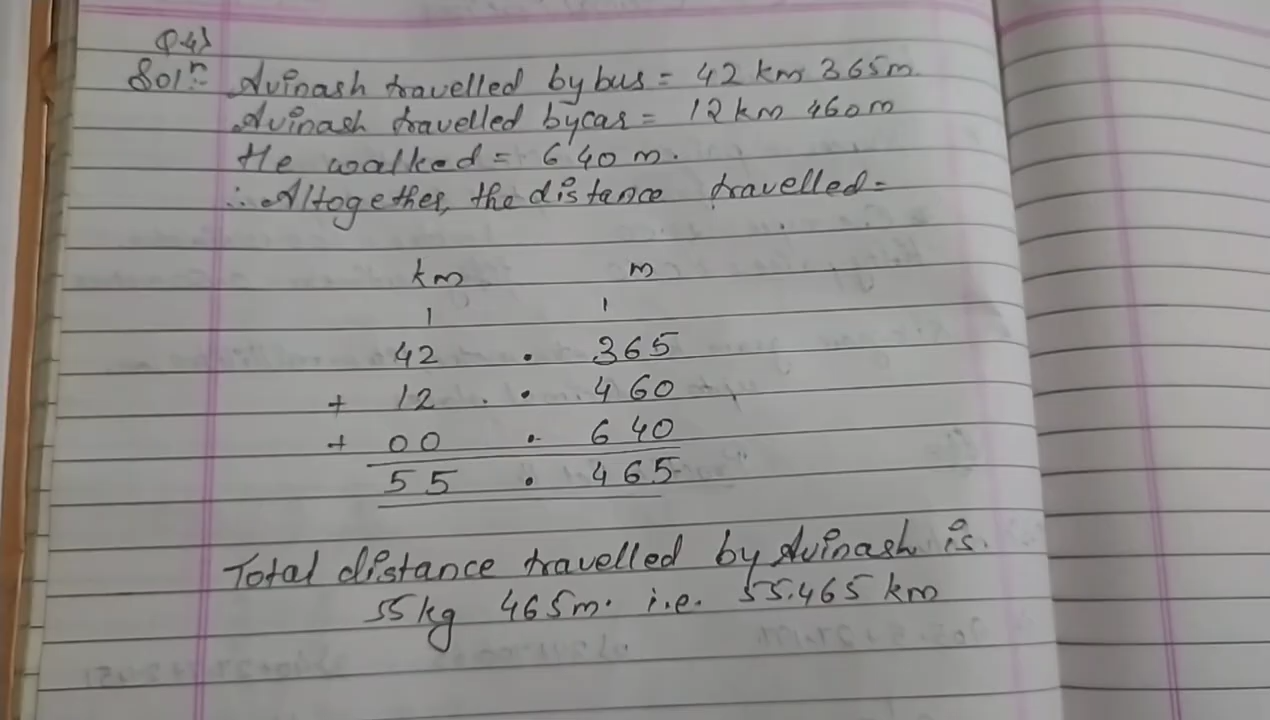 Q.4)
Solⁿ:- Avinash travelled by bus = 42 km 365m.
Avinash travelled by car = 12 km 460 m
He walked = 640 m.
∴ Altogether, the distance travelled =
km m
1 1
42 . 365
+ 12 . . 460
+ 00 . 640
55 . 465
Total distance travelled by Avinash is.
55kg 465m. i.e. 55.465 km